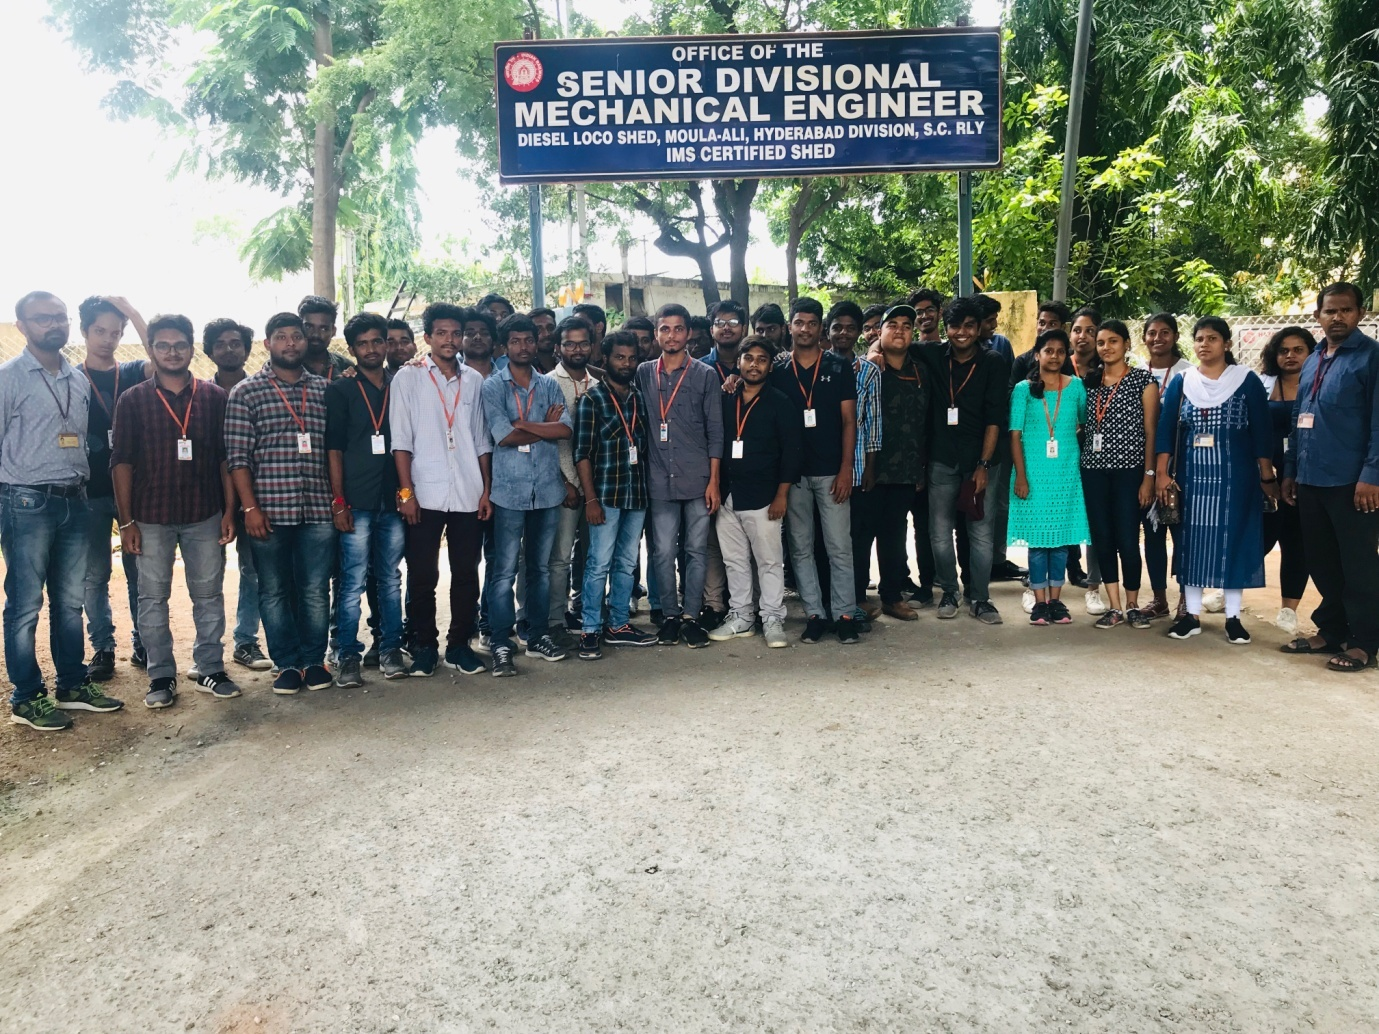 OFFICE OF THE
SENIOR DIVISIONAL
MECHANICAL ENGINEER
DIESEL LOCO SHED, MOULA-ALI, HYDERABAD DIVISION, S.C. RLY
IMS CERTIFIED SHED